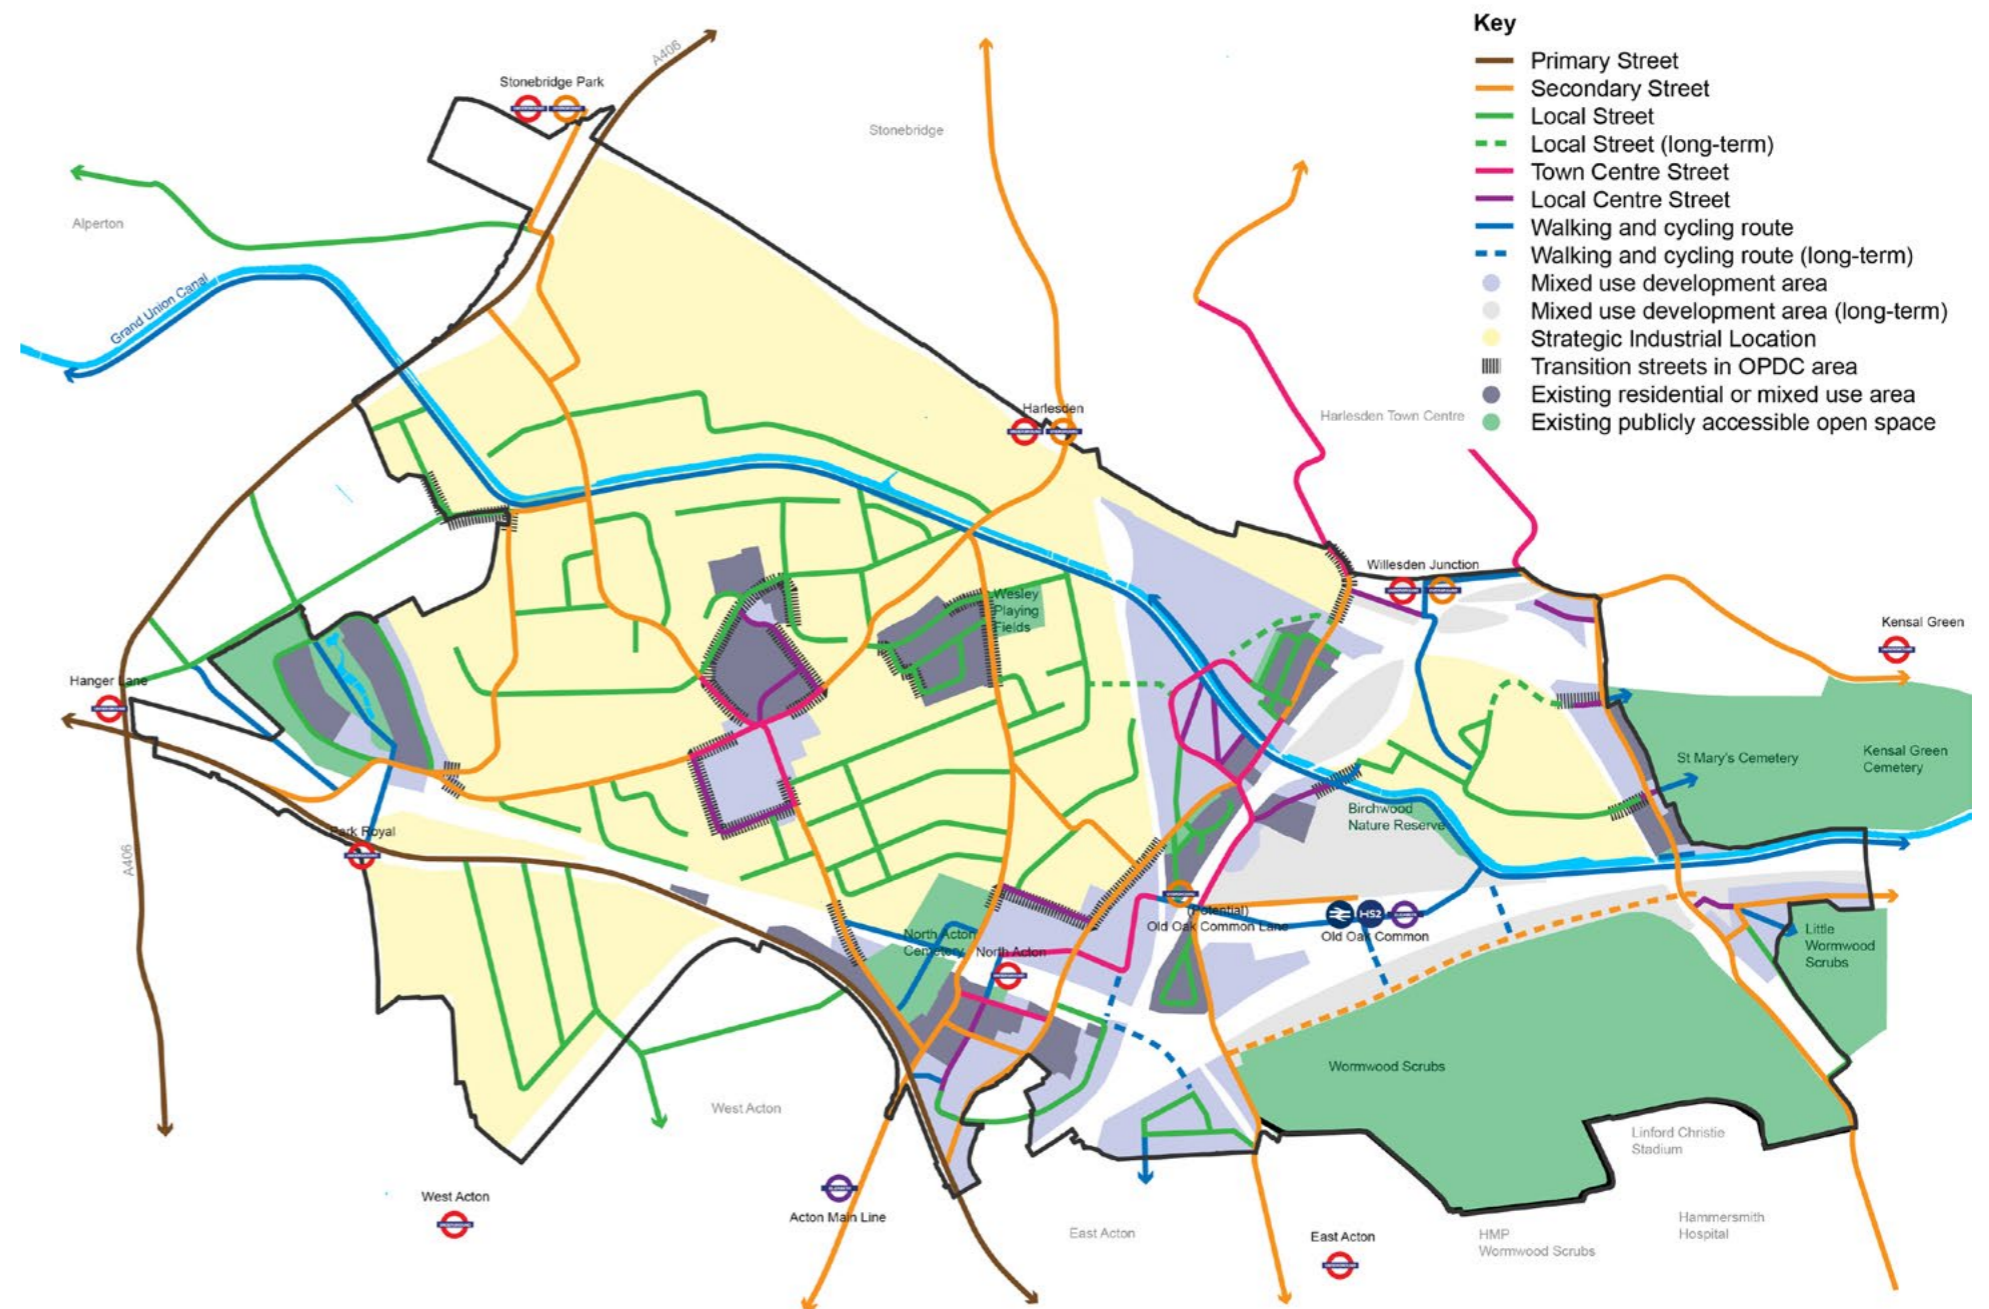 Key
Primary Street
Secondary Street
Local Street
Local Street (long-term)
Town Centre Street
Local Centre Street
Walking and cycling route
Walking and cycling route (long-term)
Mixed use development area
Mixed use development area (long-term)
Strategic Industrial Location
Transition streets in OPDC area
Existing residential or mixed use area
Existing publicly accessible open space
A406
Stonebridge Park
Stonebridge
Alperton
Grand Union Canal
Harlesden
Harlesden Town Centre
Willesden Junction
Wesley
Playing
Fields
Kensal Green
Hanger Lane
St Mary's Cemetery
Kensal Green
Cemetery
Birchwood
Nature Reserve
Park Royal
A406
North Acton
Cemetery
North Acton
(Potential)
Old Oak Common Lane
HS2
Old Oak Common
Little
Wormwood
Scrubs
Wormwood Scrubs
West Acton
Linford Christie
Stadium
West Acton
Acton Main Line
East Acton
East Acton
HMP
Wormwood Scrubs
Hammersmith
Hospital